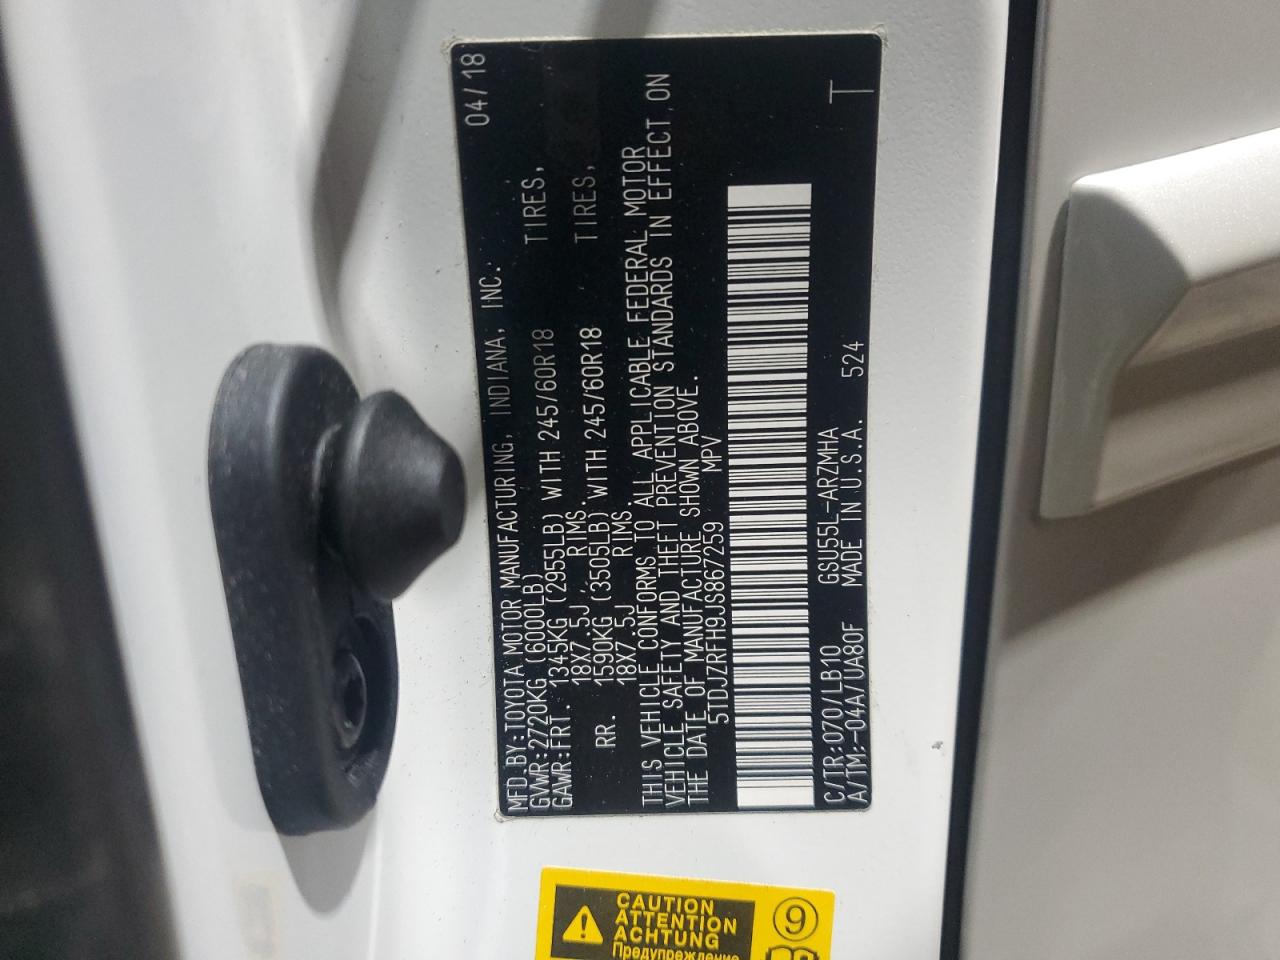 MFD.BY:TOYOTA MOTOR MANUFACTURING, INDIANA, INC. 04/18
GVWR:2720KG (6000LB)
GAWR:FRT. 1345KG(2955LB) WITH 245/60R18 TIRES,
18X7.5J RIMS.
RR. 1590KG(3505LB) WITH 245/60R18 TIRES,
18X7.5J RIMS.
THIS VEHICLE CONFORMS TO ALL APPLICABLE FEDERAL MOTOR
VEHICLE SAFETY AND THEFT PREVENTION STANDARDS IN EFFECT ON
THE DATE OF MANUFACTURE SHOWN ABOVE.
5TDJZRFH9JS867259 MPV
C/TR:070/LB10 GSU55L-ARZMHA T
A/TM:-04A/UA80F MADE IN U.S.A. 524
CAUTION
ATTENTION
ACHTUNG
Предупреждение
9